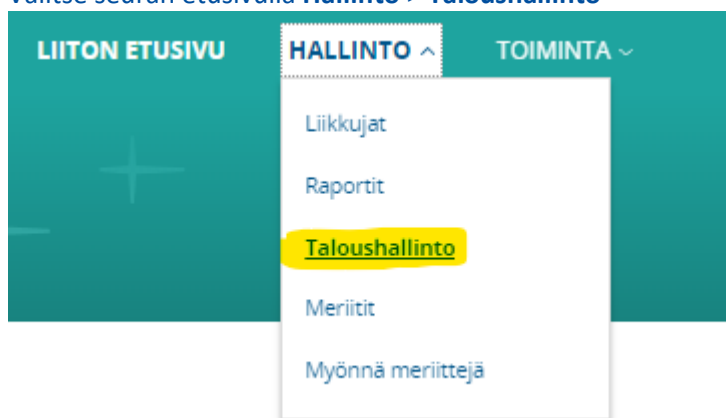 Valitse seuran etusivulla Hallinto > Taloushallinto
LIITON ETUSIVU HALLINTO TOIMINTA
Liikkujat
Raportit
Taloushallinto
Meriitit
Myönnä meriittejä